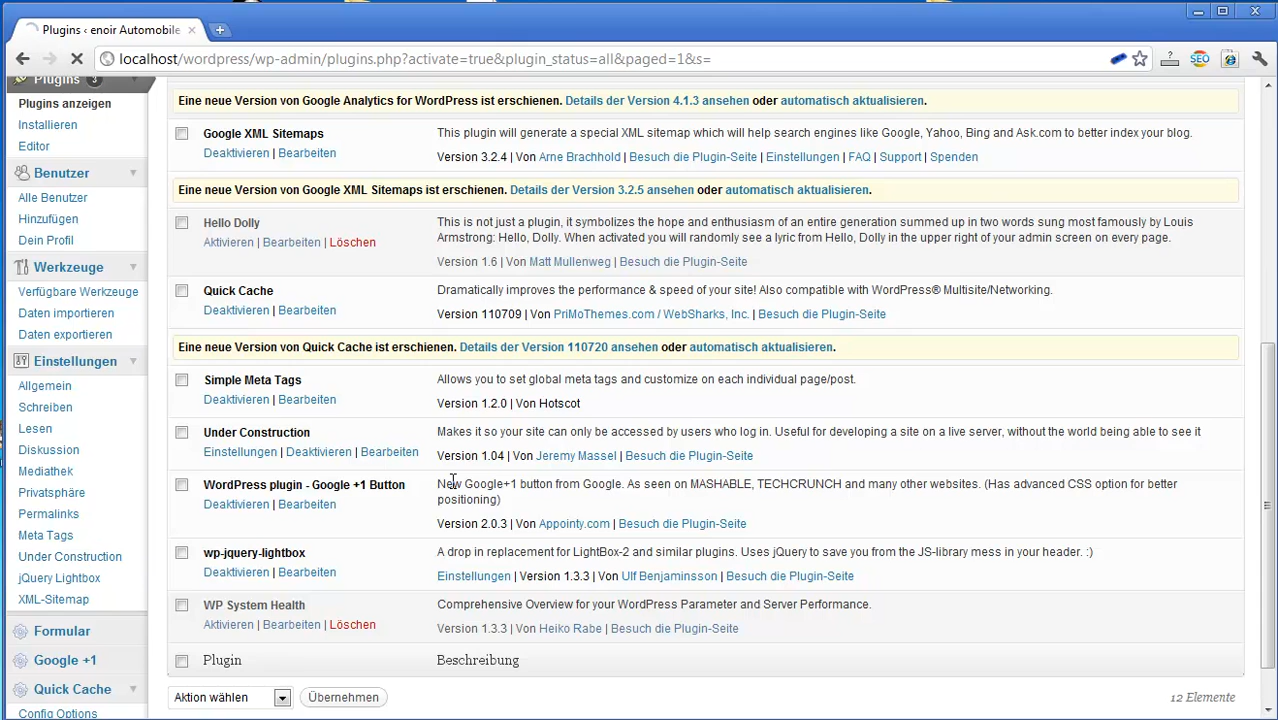 Plugins ‹ enoir Automobile
localhost/wordpress/wp-admin/plugins.php?activate=true&plugin_status=all&paged=1&s=
SEO
Plugins 3
Plugins anzeigen
Installieren
Editor
Benutzer
Alle Benutzer
Hinzufügen
Dein Profil
Werkzeuge
Verfügbare Werkzeuge
Daten importieren
Daten exportieren
Einstellungen
Allgemein
Schreiben
Lesen
Diskussion
Mediathek
Privatsphäre
Permalinks
Meta Tags
Under Construction
jQuery Lightbox
XML-Sitemap
Formular
Google +1
Quick Cache
Config Options
Eine neue Version von Google Analytics for WordPress ist erschienen. Details der Version 4.1.3 ansehen oder automatisch aktualisieren.
Google XML Sitemaps
Deaktivieren | Bearbeiten
This plugin will generate a special XML sitemap which will help search engines like Google, Yahoo, Bing and Ask.com to better index your blog.
Version 3.2.4 | Von Arne Brachhold | Besuch die Plugin-Seite | Einstellungen | FAQ | Support | Spenden
Eine neue Version von Google XML Sitemaps ist erschienen. Details der Version 3.2.5 ansehen oder automatisch aktualisieren.
Hello Dolly
Aktivieren | Bearbeiten | Löschen
This is not just a plugin, it symbolizes the hope and enthusiasm of an entire generation summed up in two words sung most famously by Louis
Armstrong: Hello, Dolly. When activated you will randomly see a lyric from Hello, Dolly in the upper right of your admin screen on every page.
Version 1.6 | Von Matt Mullenweg | Besuch die Plugin-Seite
Quick Cache
Deaktivieren | Bearbeiten
Dramatically improves the performance & speed of your site! Also compatible with WordPress® Multisite/Networking.
Version 110709 | Von PriMoThemes.com / WebSharks, Inc. | Besuch die Plugin-Seite
Eine neue Version von Quick Cache ist erschienen. Details der Version 110720 ansehen oder automatisch aktualisieren.
Simple Meta Tags
Deaktivieren | Bearbeiten
Allows you to set global meta tags and customize on each individual page/post.
Version 1.2.0 | Von Hotscot
Under Construction
Einstellungen | Deaktivieren | Bearbeiten
Makes it so your site can only be accessed by users who log in. Useful for developing a site on a live server, without the world being able to see it
Version 1.04 | Von Jeremy Massel | Besuch die Plugin-Seite
WordPress plugin - Google +1 Button
Deaktivieren | Bearbeiten
New Google+1 button from Google. As seen on MASHABLE, TECHCRUNCH and many other websites. (Has advanced CSS option for better
positioning)
Version 2.0.3 | Von Appointy.com | Besuch die Plugin-Seite
wp-jquery-lightbox
Deaktivieren | Bearbeiten
A drop in replacement for LightBox-2 and similar plugins. Uses jQuery to save you from the JS-library mess in your header. :)
Einstellungen | Version 1.3.3 | Von Ulf Benjaminsson | Besuch die Plugin-Seite
WP System Health
Aktivieren | Bearbeiten | Löschen
Comprehensive Overview for your WordPress Parameter and Server Performance.
Version 1.3.3 | Von Heiko Rabe | Besuch die Plugin-Seite
Plugin
Beschreibung
Aktion wählen
Übernehmen
12 Elemente